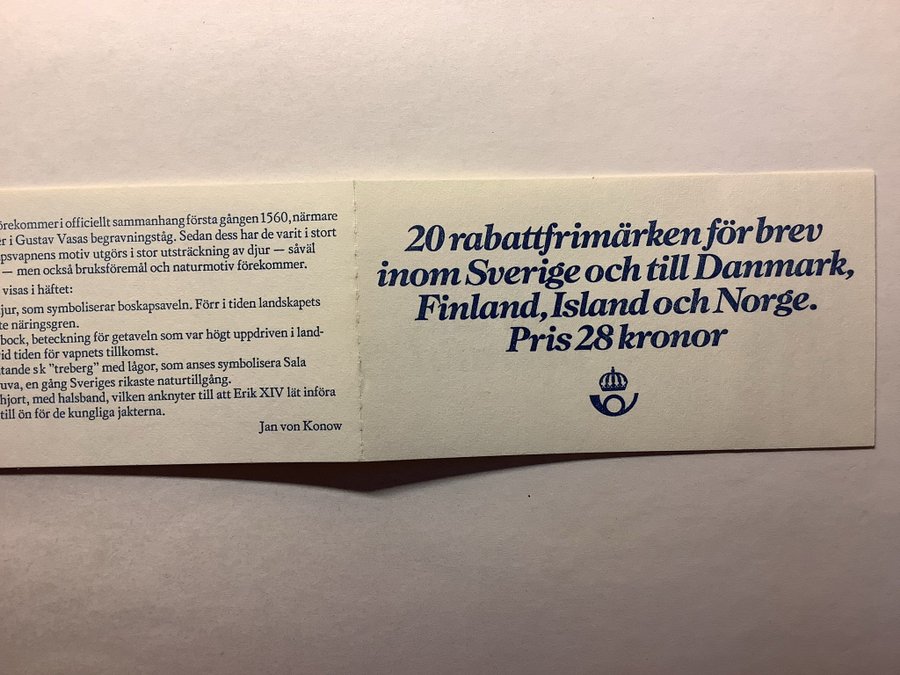 förekommer i officiellt sammanhang första gången 1560, närmare
i Gustav Vasas begravningståg. Sedan dess har de varit i stort
motiv utgörs i stor utsträckning av djur — såväl
— men också bruksföremål och naturmotiv förekommer.
visas i häftet:
jur, som symboliserar boskapsaveln. Förr i tiden landskapets
te näringsgren.
bock, beteckning för getaveln som var högt uppdriven i land-
id tiden för vapnets tillkomst.
tande s k "treberg" med lågor, som anses symbolisera Sala
uva, en gång Sveriges rikaste naturtillgång.
hjort, med halsband, vilken anknyter till att Erik XIV lät införa
till ön för de kungliga jakterna.
Jan von Konow
20 rabattfrimärken för brev
inom Sverige och till Danmark,
Finland, Island och Norge.
Pris 28 kronor